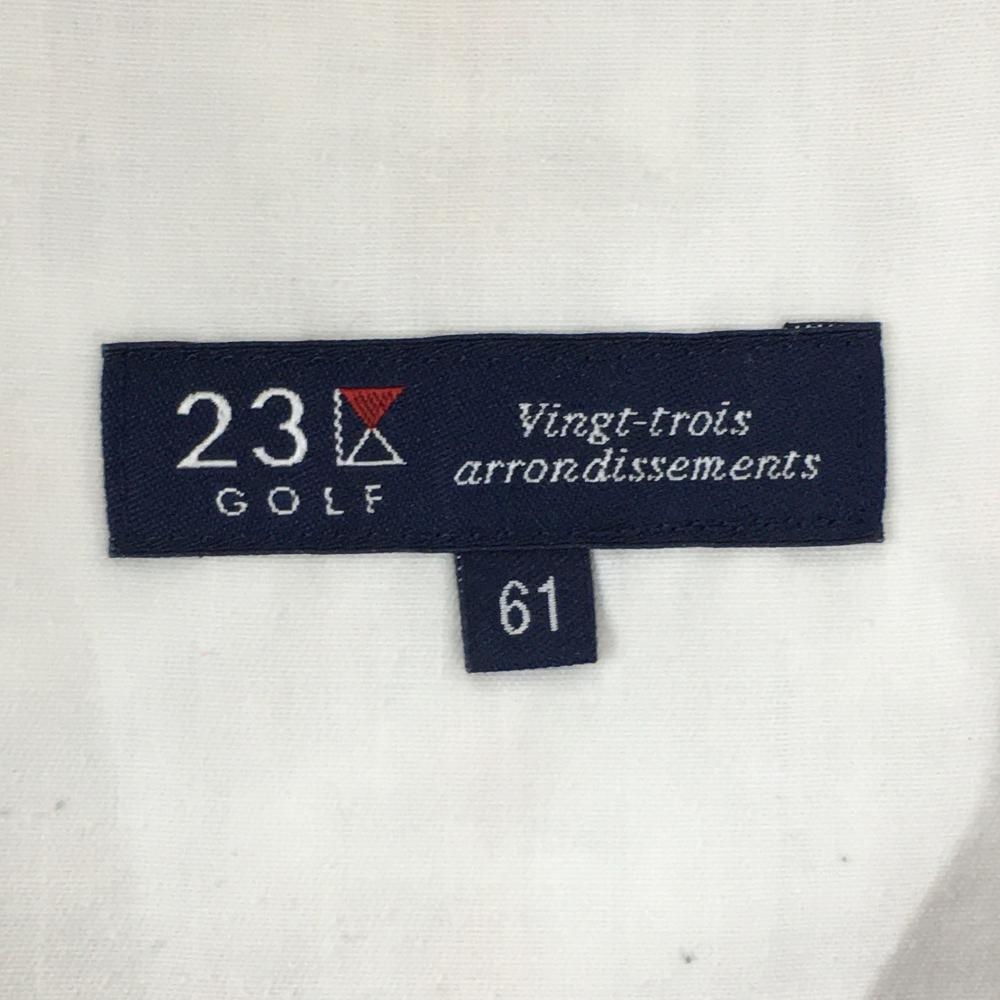 23
GOLF
Vingt-trois
arrondissements
61